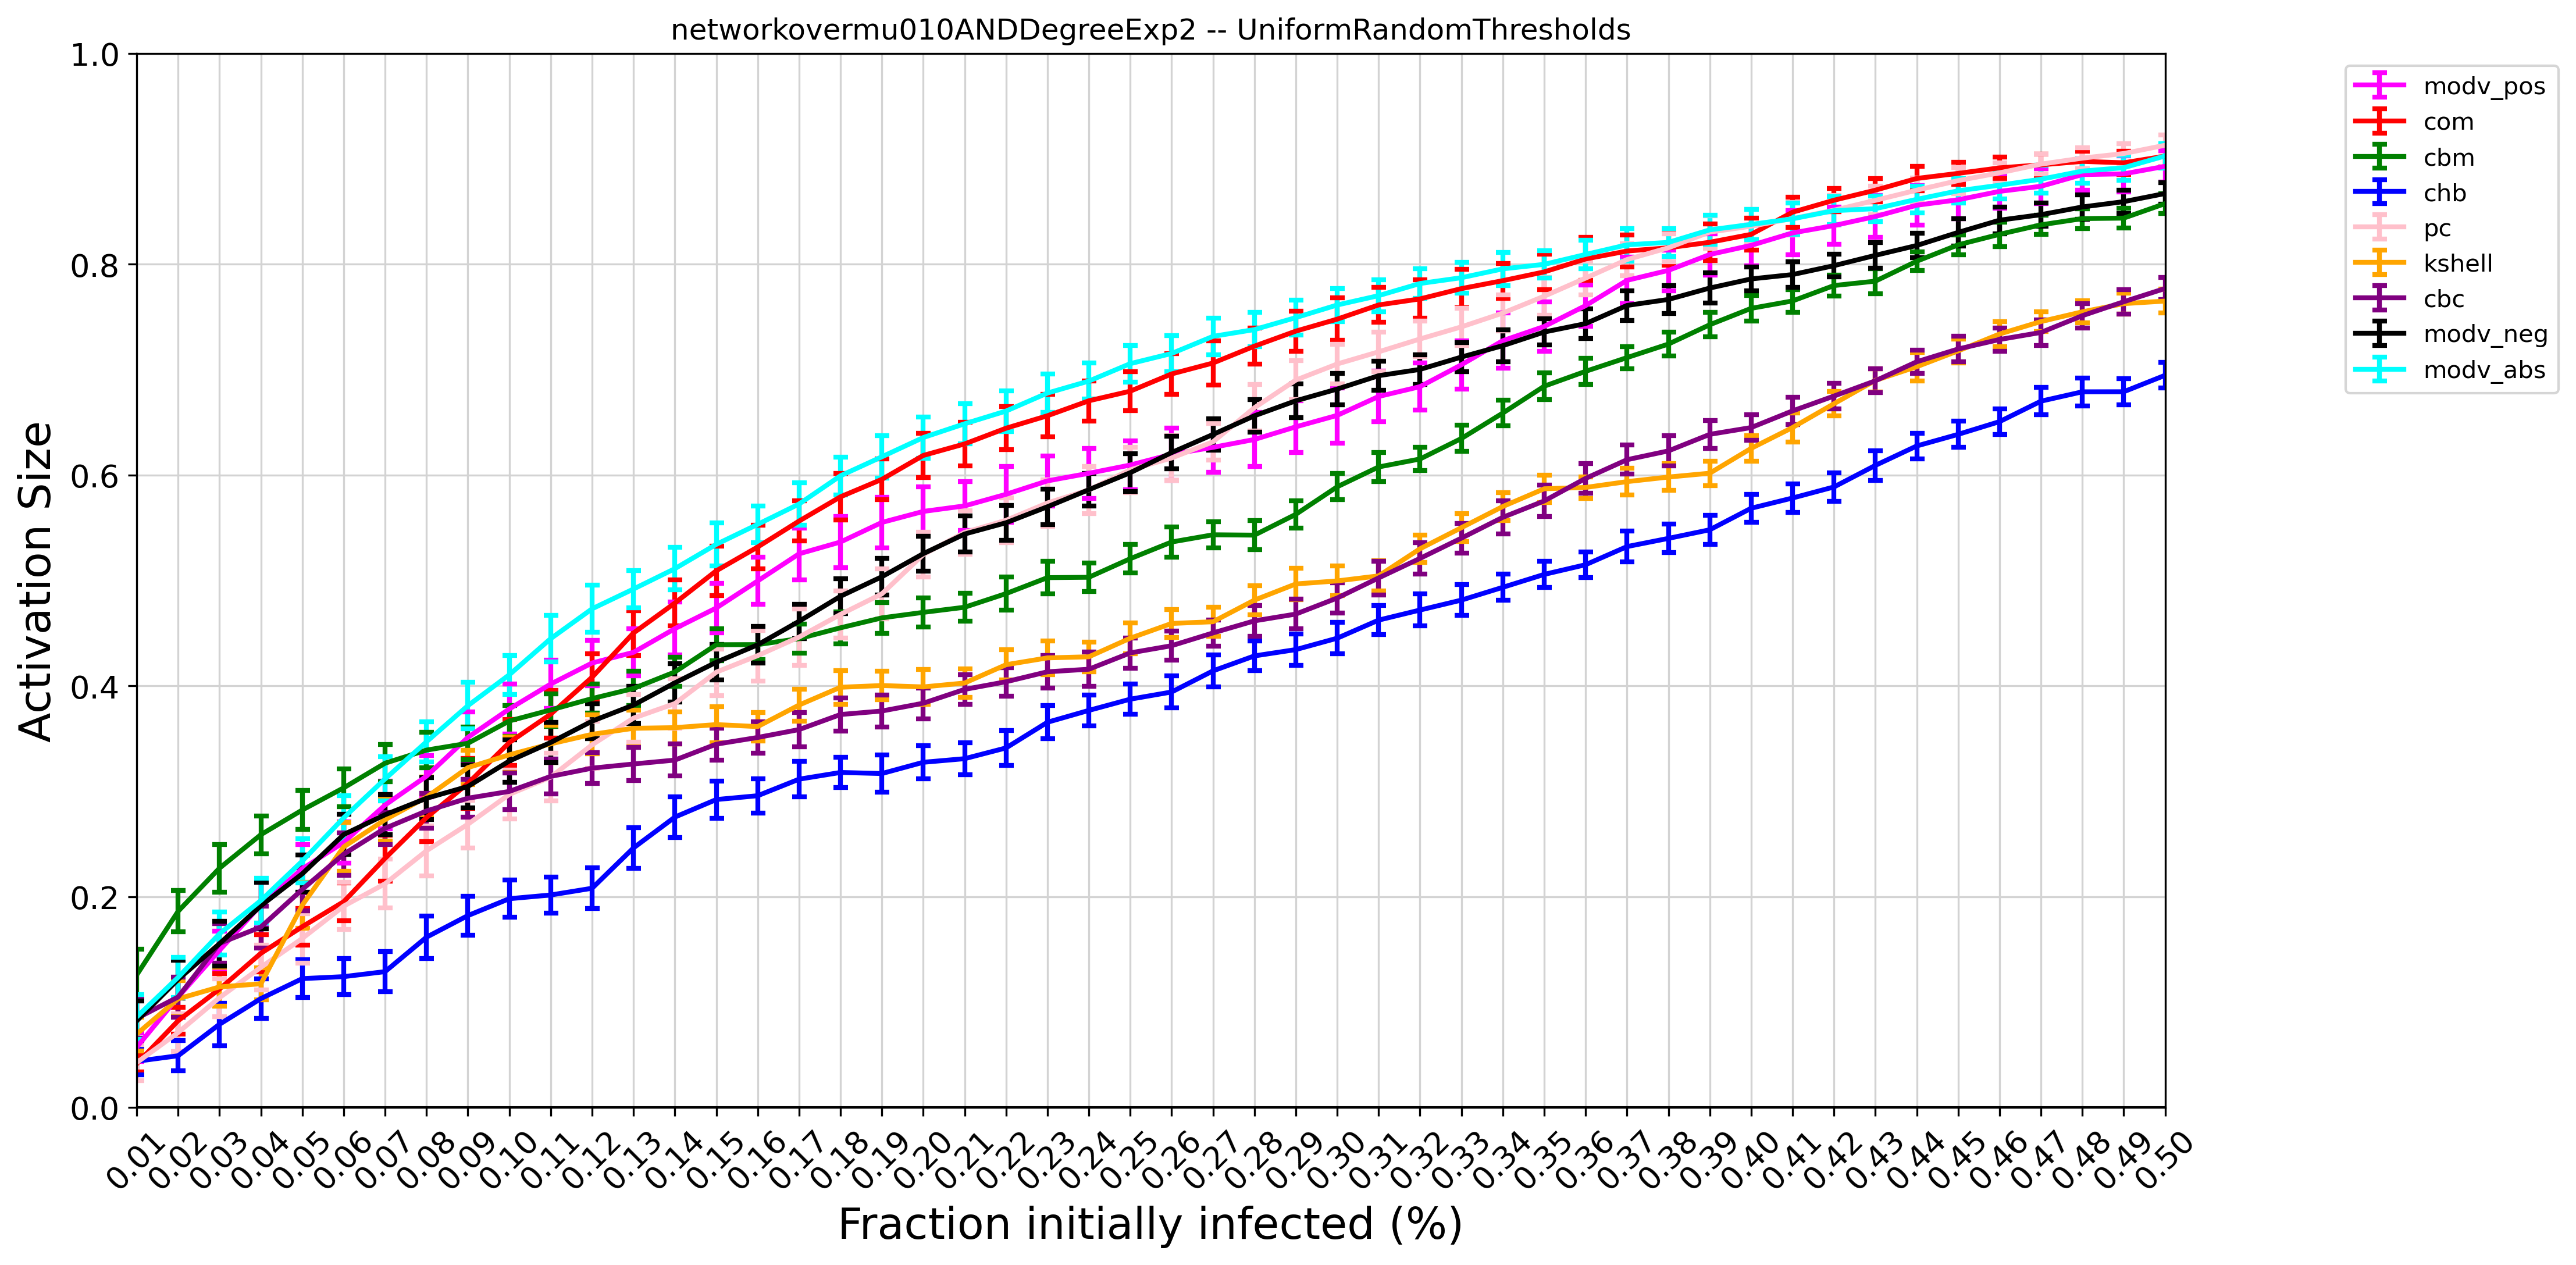 networkovermu010ANDDegreeExp2 -- UniformRandomThresholds
Activation Size
1.0
0.8
0.6
0.4
0.2
0.0
0.01 0.02 0.03 0.04 0.05 0.06 0.07 0.08 0.09 0.10 0.11 0.12 0.13 0.14 0.15 0.16 0.17 0.18 0.19 0.20 0.21 0.22 0.23 0.24 0.25 0.26 0.27 0.28 0.29 0.30 0.31 0.32 0.33 0.34 0.35 0.36 0.37 0.38 0.39 0.40 0.41 0.42 0.43 0.44 0.45 0.46 0.47 0.48 0.49 0.50
Fraction initially infected (%)
modv_pos
com
cbm
chb
pc
kshell
cbc
modv_neg
modv_abs